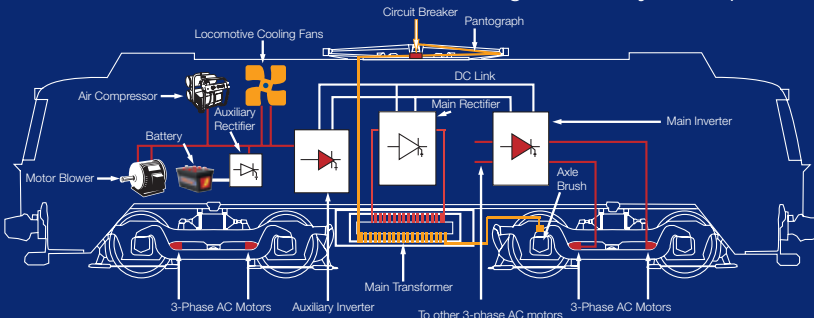 Circuit Breaker
Pantograph
Locomotive Cooling Fans
DC Link
Air Compressor
Main Rectifier
Auxiliary
Rectifier
Main Inverter
Battery
Motor Blower
Axle
Brush
Main Transformer
3-Phase AC Motors
Auxiliary Inverter
To other 3-phase AC motors
3-Phase AC Motors